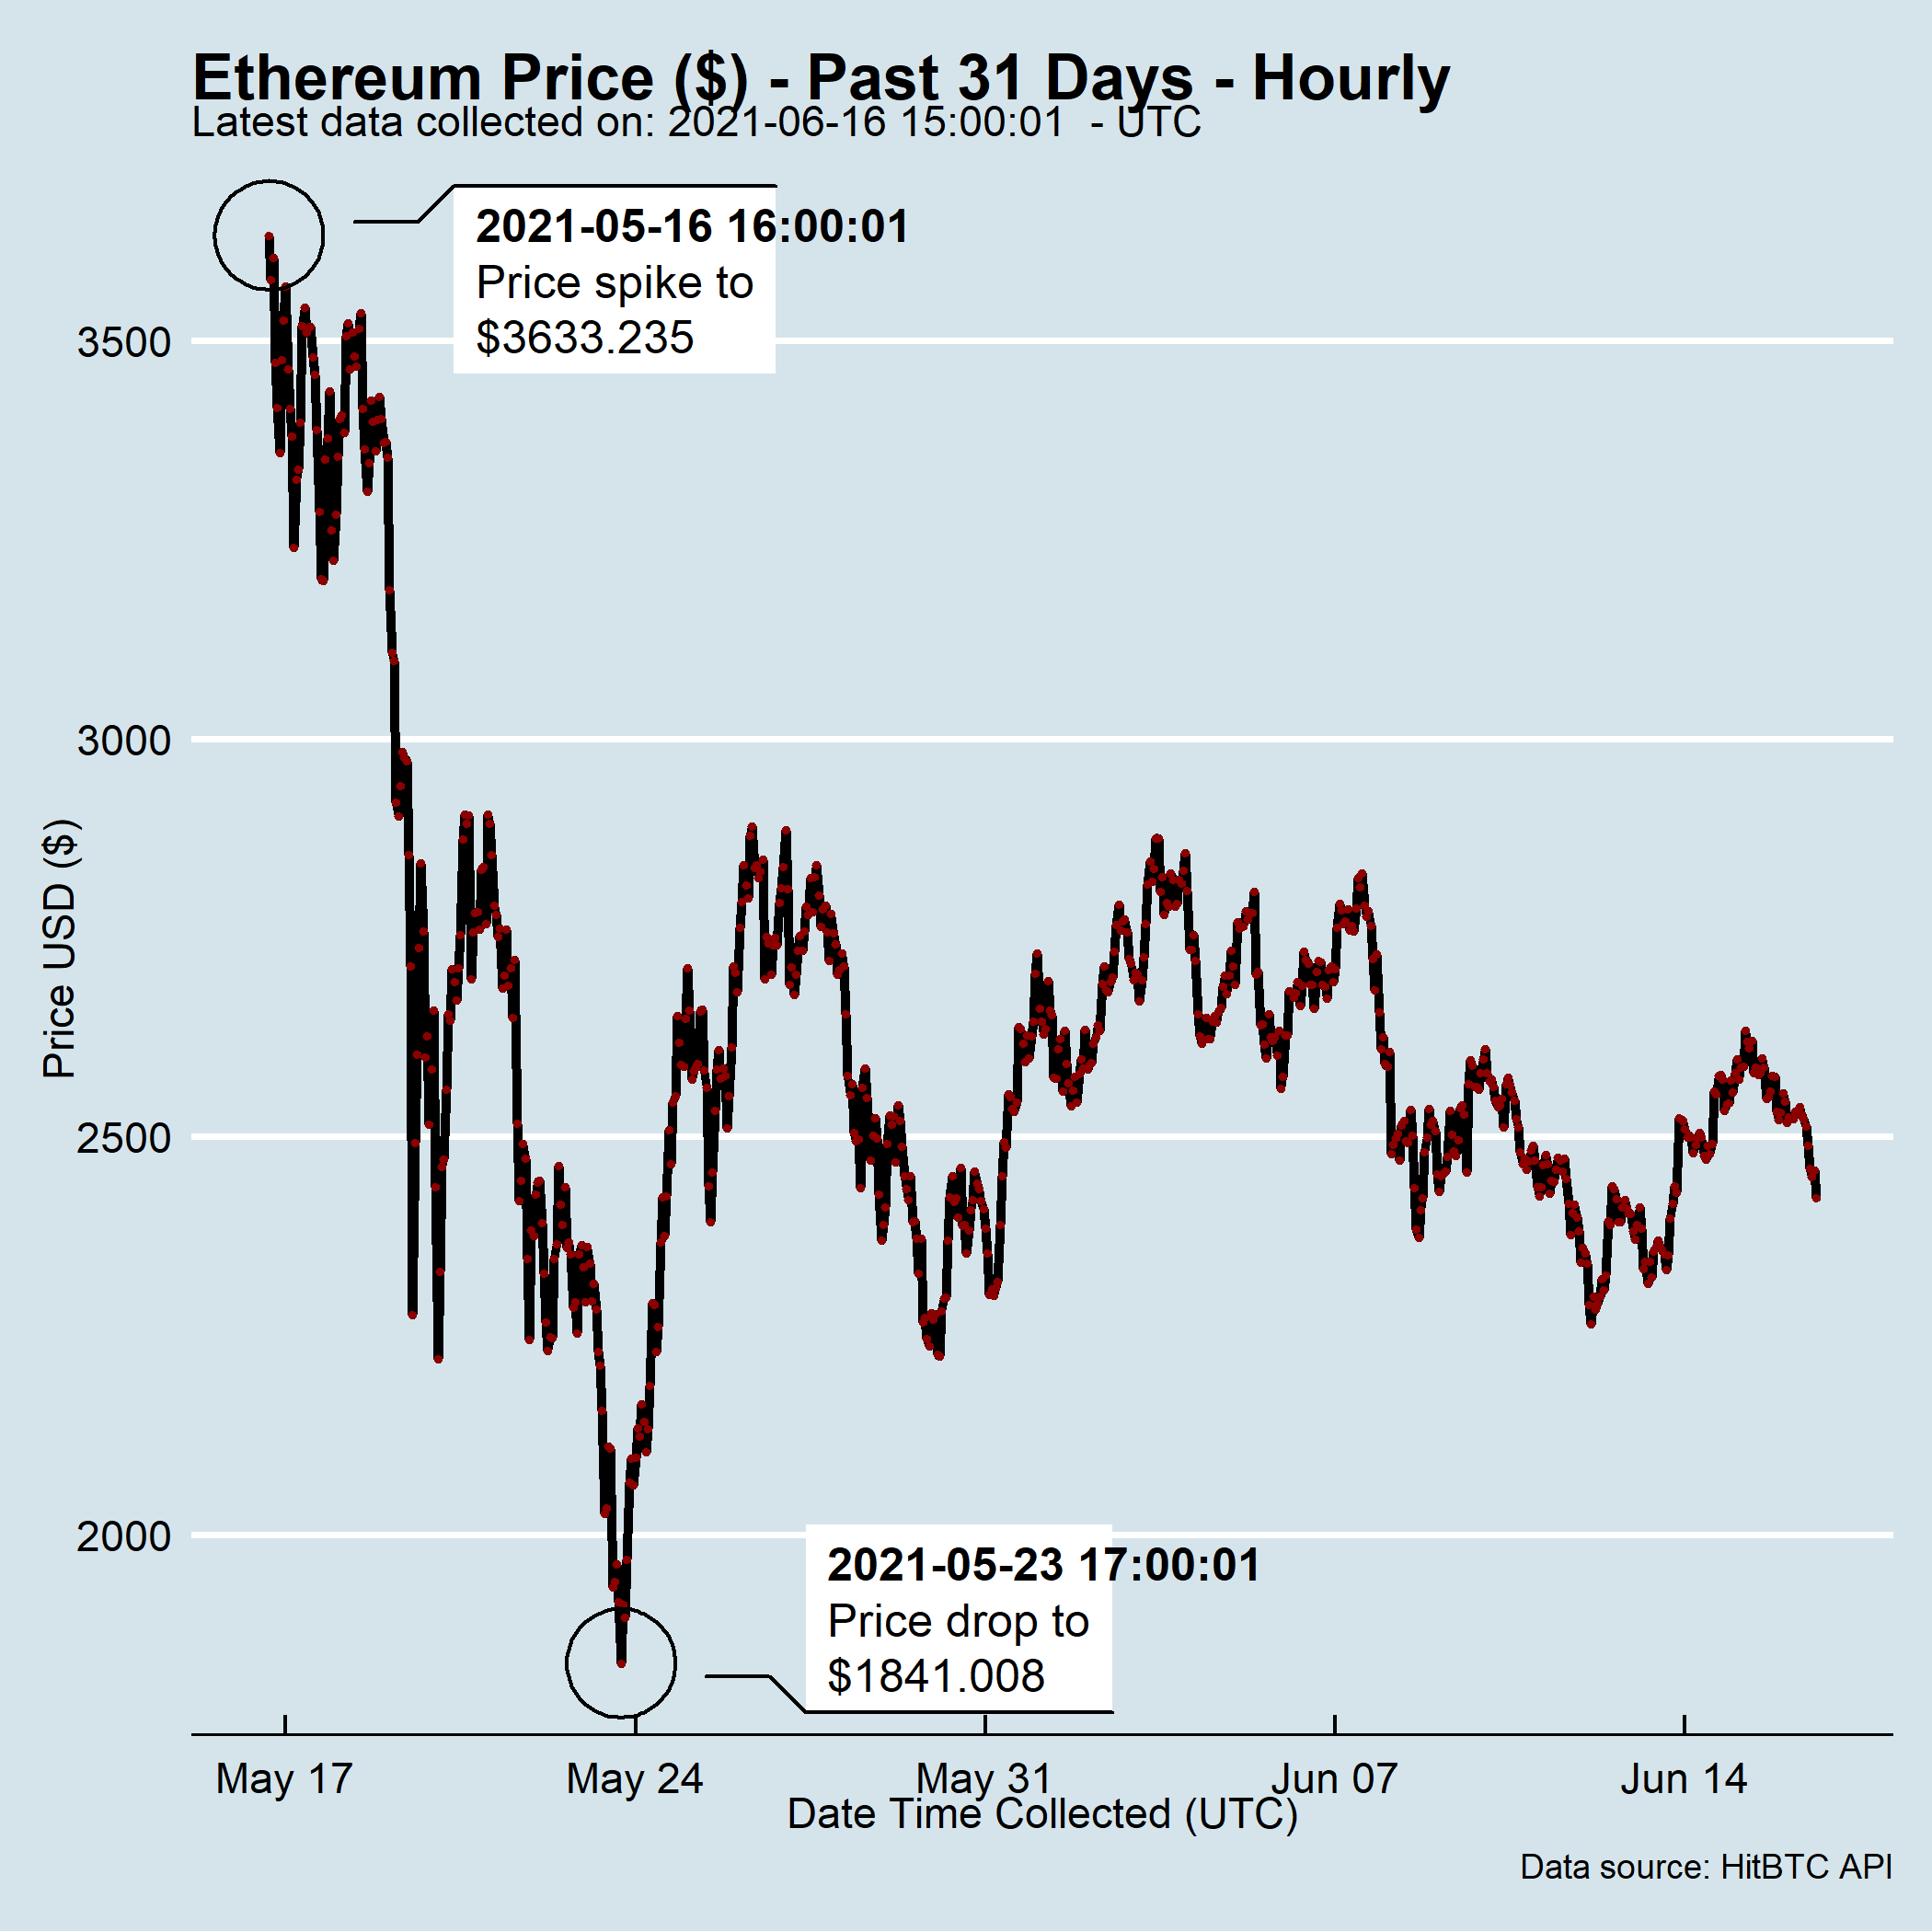 Ethereum Price ($) - Past 31 Days - Hourly
Latest data collected on: 2021-06-16 15:00:01  - UTC
2021-05-16 16:00:01
Price spike to
$3633.235
3500
3000
2500
2000
Price USD ($)
2021-05-23 17:00:01
Price drop to
$1841.008
May 17
May 24
May 31
Jun 07
Jun 14
Date Time Collected (UTC)
Data source: HitBTC API